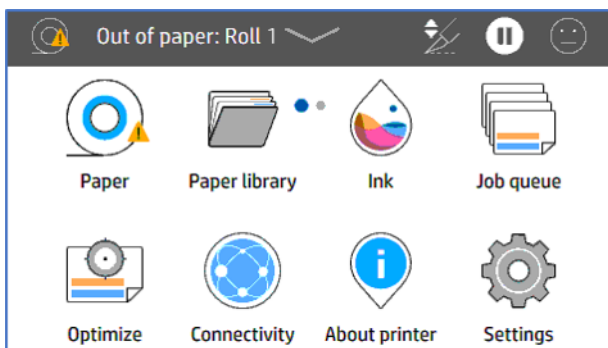 Out of paper: Roll 1
Paper
Paper library
Ink
Job queue
Optimize
Connectivity
About printer
Settings